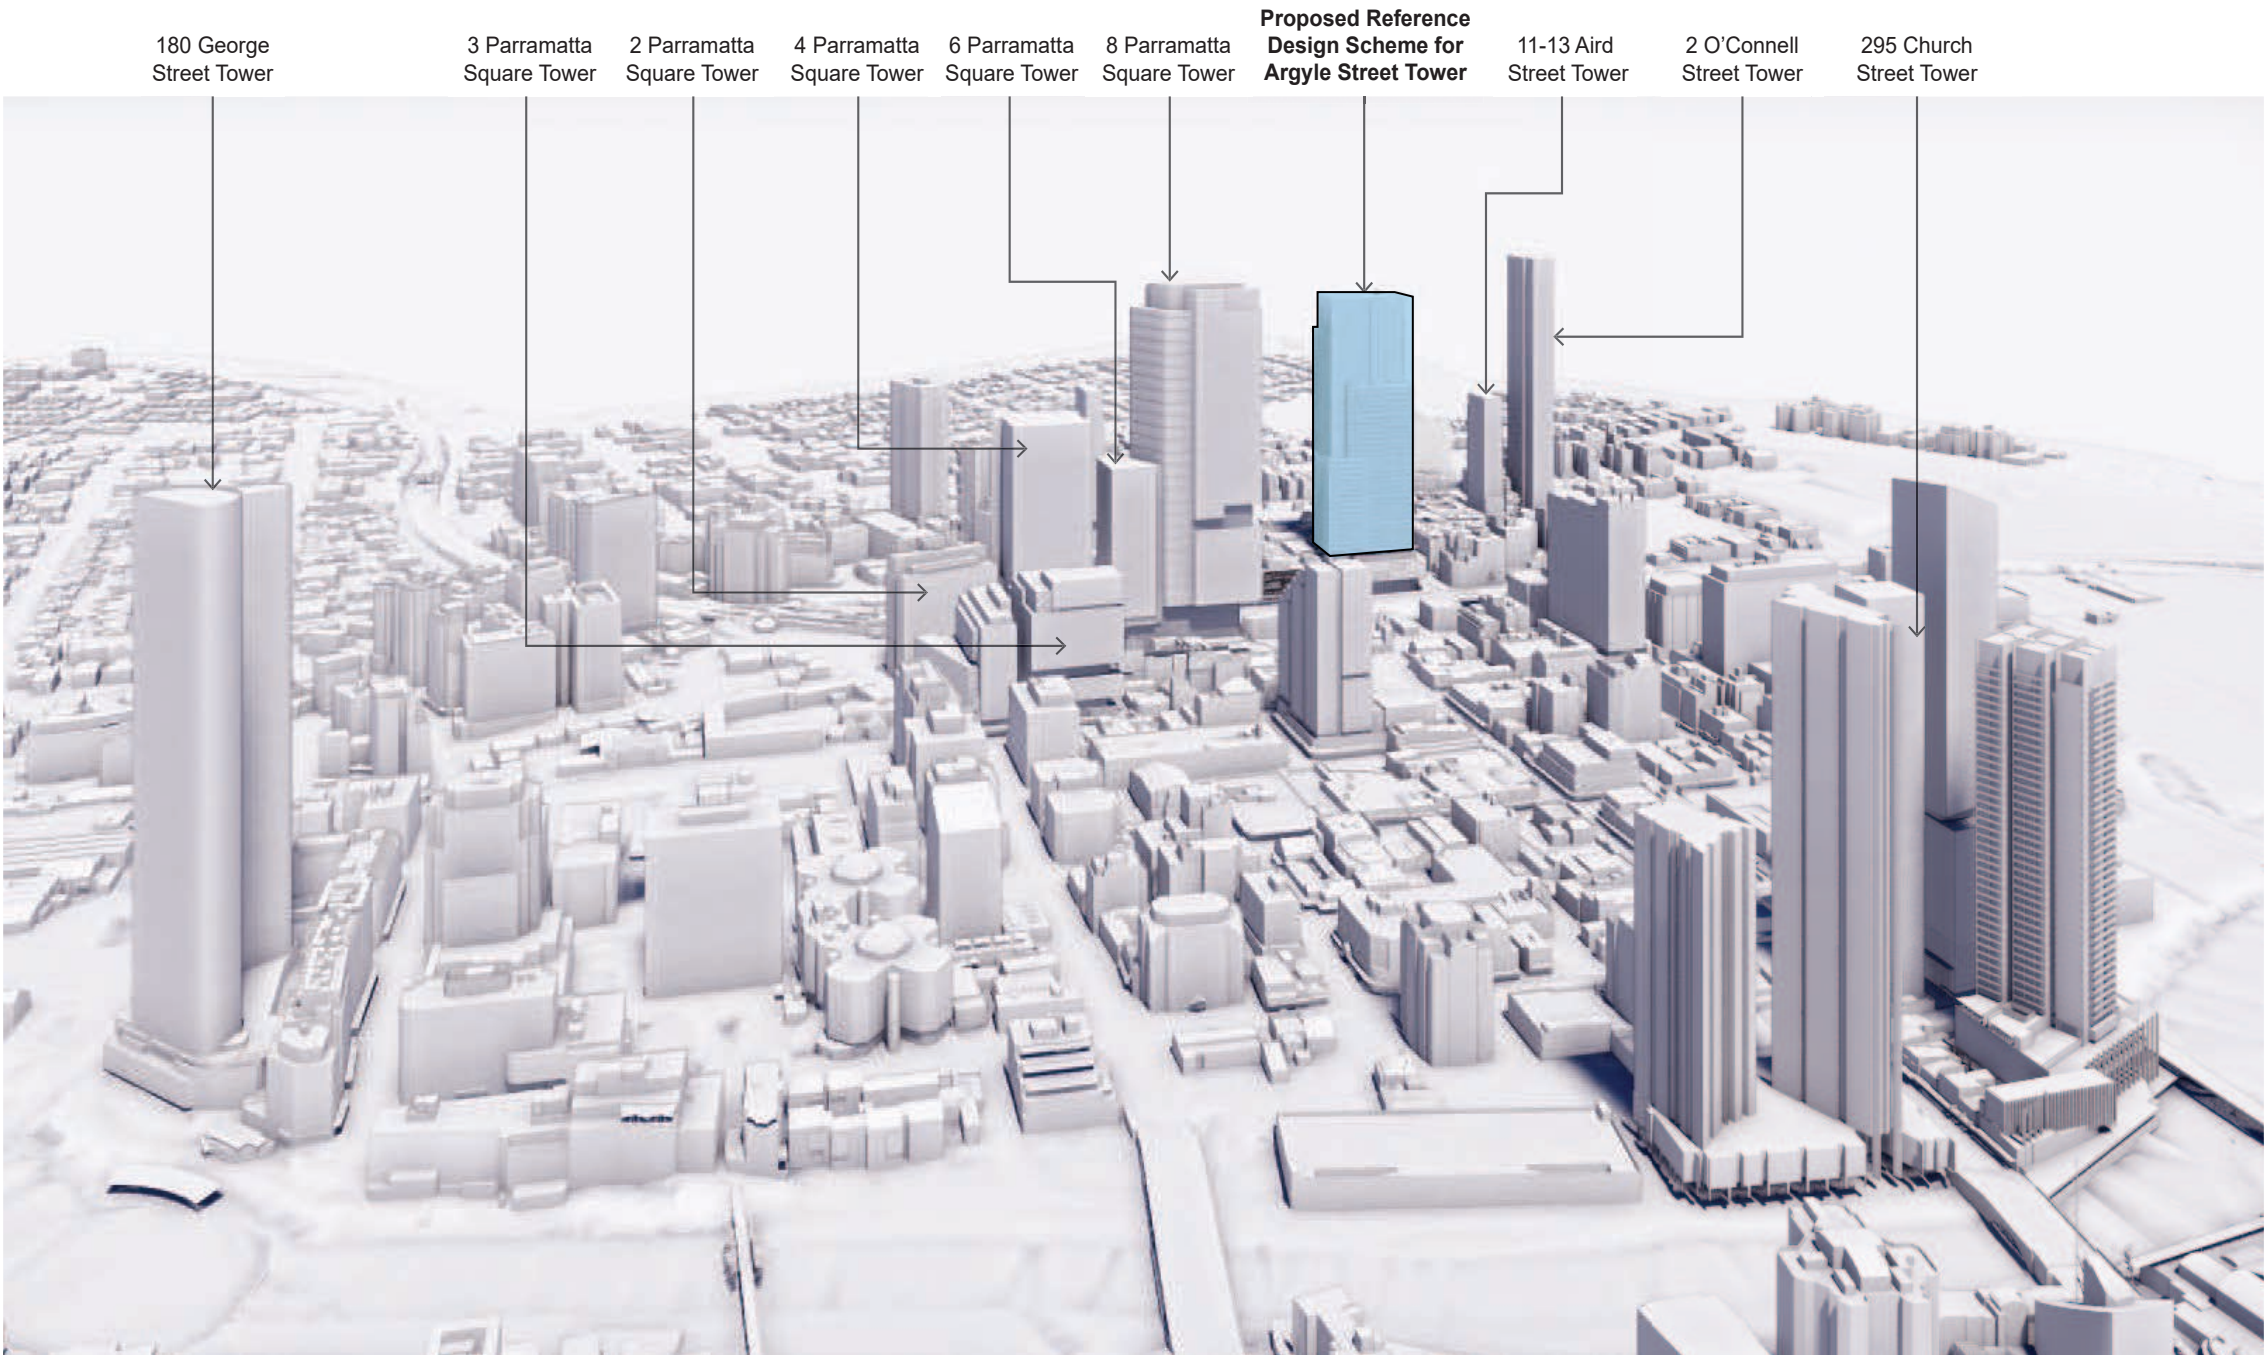 180 George
Street Tower
3 Parramatta
Square Tower
2 Parramatta
Square Tower
4 Parramatta
Square Tower
6 Parramatta
Square Tower
8 Parramatta
Square Tower
Proposed Reference
Design Scheme for
Argyle Street Tower
11-13 Aird
Street Tower
2 O’Connell
Street Tower
295 Church
Street Tower